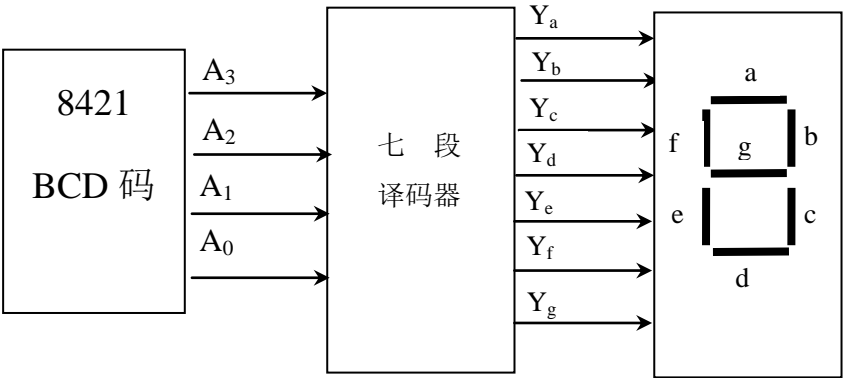 8421
BCD 码
A3
A2
A1
A0
七 段
译码器
Ya
Yb
Yc
Yd
Ye
Yf
Yg
a
f
g
b
e
c
d